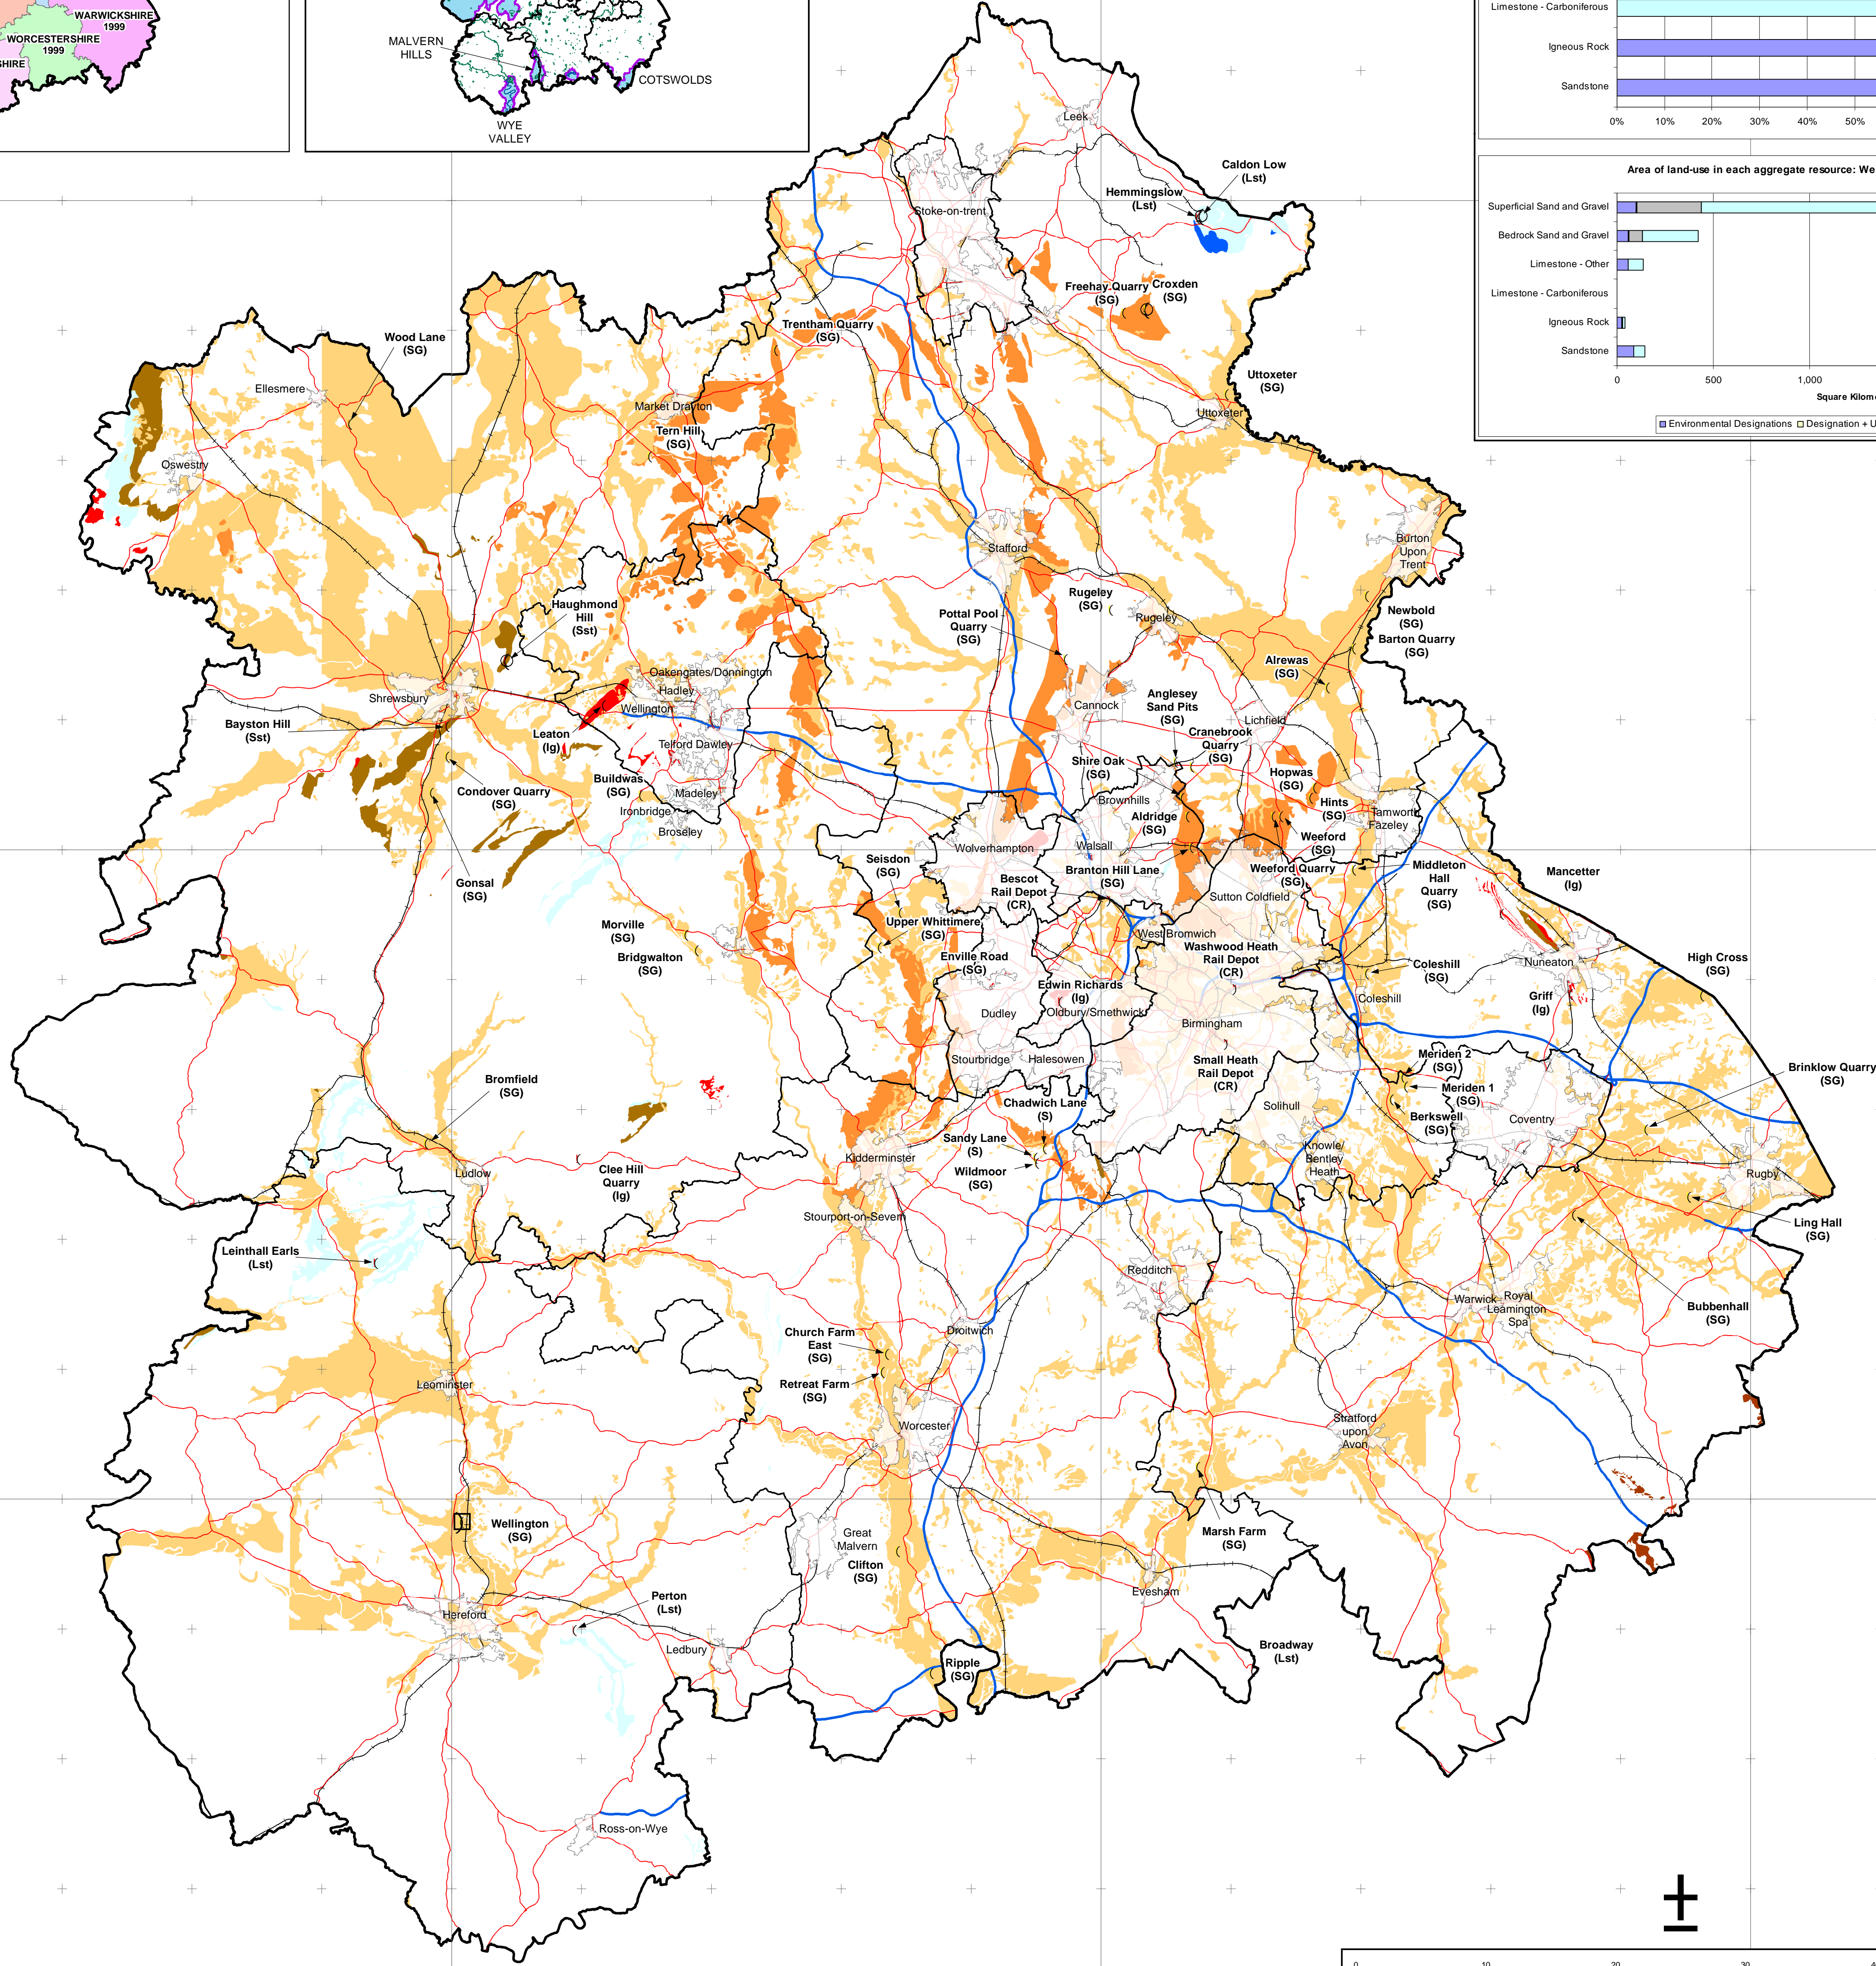 WARWICKSHIRE
1999
WORCESTERSHIRE
1999
SHIRE
MALVERN
HILLS
COTSWOLDS
WYE
VALLEY
Limestone - Carboniferous
Igneous Rock
Sandstone
0% 10% 20% 30% 40% 50%
Area of land-use in each aggregate resource: We
Superficial Sand and Gravel
Bedrock Sand and Gravel
Limestone - Other
Limestone - Carboniferous
Igneous Rock
Sandstone
0 500 1,000
Square Kilom
Environmental Designations Designation + U
Leek
Caldon Low
(Lst)
Hemmingslow
(Lst)
Stoke-on-trent
Freehay Quarry
(SG)
Croxden
(SG)
Trentham Quarry
(SG)
Wood Lane
(SG)
Ellesmere
Uttoxeter
(SG)
Uttoxeter
Market Drayton
Tern Hill
(SG)
Oswestry
Stafford
Burton
Upon
Trent
Haughmond
Hill
(Sst)
Pottal Pool
Quarry
(SG)
Rugeley
(SG)
Rugeley
Newbold
(SG)
Barton Quarry
(SG)
Alrewas
(SG)
Oakengates/Donnington
Hadley
Wellington
Shrewsbury
Bayston Hill
(Sst)
Leaton
(Ig)
Telford Dawley
Cannock
Anglesey
Sand Pits
(SG)
Lichfield
Cranebrook
Quarry
(SG)
Shire Oak
(SG)
Hopwas
(SG)
Buildwas
(SG)
Madeley
Condover Quarry
(SG)
Ironbridge
Broseley
Brownhills
Hints
(SG)
Aldridge
(SG)
Tamworth
Fazeley
Weeford
(SG)
Wolverhampton
Walsall
Seisdon
(SG)
Branton Hill Lane
(SG)
Weeford Quarry
(SG)
Middleton
Hall
Quarry
(SG)
Mancetter
(Ig)
Bescot
Rail Depot
(CR)
Gonsal
(SG)
Sutton Coldfield
Morville
(SG)
Upper Whittimere
(SG)
West Bromwich
Washwood Heath
Rail Depot
(CR)
Bridgwalton
(SG)
Enville Road
(SG)
Nuneaton
High Cross
(SG)
Coleshill
(SG)
Edwin Richards
(Ig)
Coleshill
Griff
(Ig)
Dudley
Oldbury/Smethwick
Birmingham
Stourbridge
Halesowen
Small Heath
Rail Depot
(CR)
Meriden 2
(SG)
Brinklow Quarry
(SG)
Bromfield
(SG)
Meriden 1
(SG)
Chadwich Lane
(S)
Solihull
Berkswell
(SG)
Coventry
Sandy Lane
(S)
Kidderminster
Knowle/
Bentley
Heath
Wildmoor
(SG)
Rugby
Ludlow
Clee Hill
Quarry
(Ig)
Stourport-on-Severn
Ling Hall
(SG)
Leinthall Earls
(Lst)
Redditch
Warwick
Royal
Leamington
Spa
Bubbenhall
(SG)
Church Farm
East
(SG)
Droitwich
Leominster
Retreat Farm
(SG)
Worcester
Stratford
upon
Avon
Wellington
(SG)
Great
Malvern
Marsh Farm
(SG)
Clifton
(SG)
Evesham
Perton
(Lst)
Hereford
Ledbury
Broadway
(Lst)
Ripple
(SG)
Ross-on-Wye
0 10 20 30